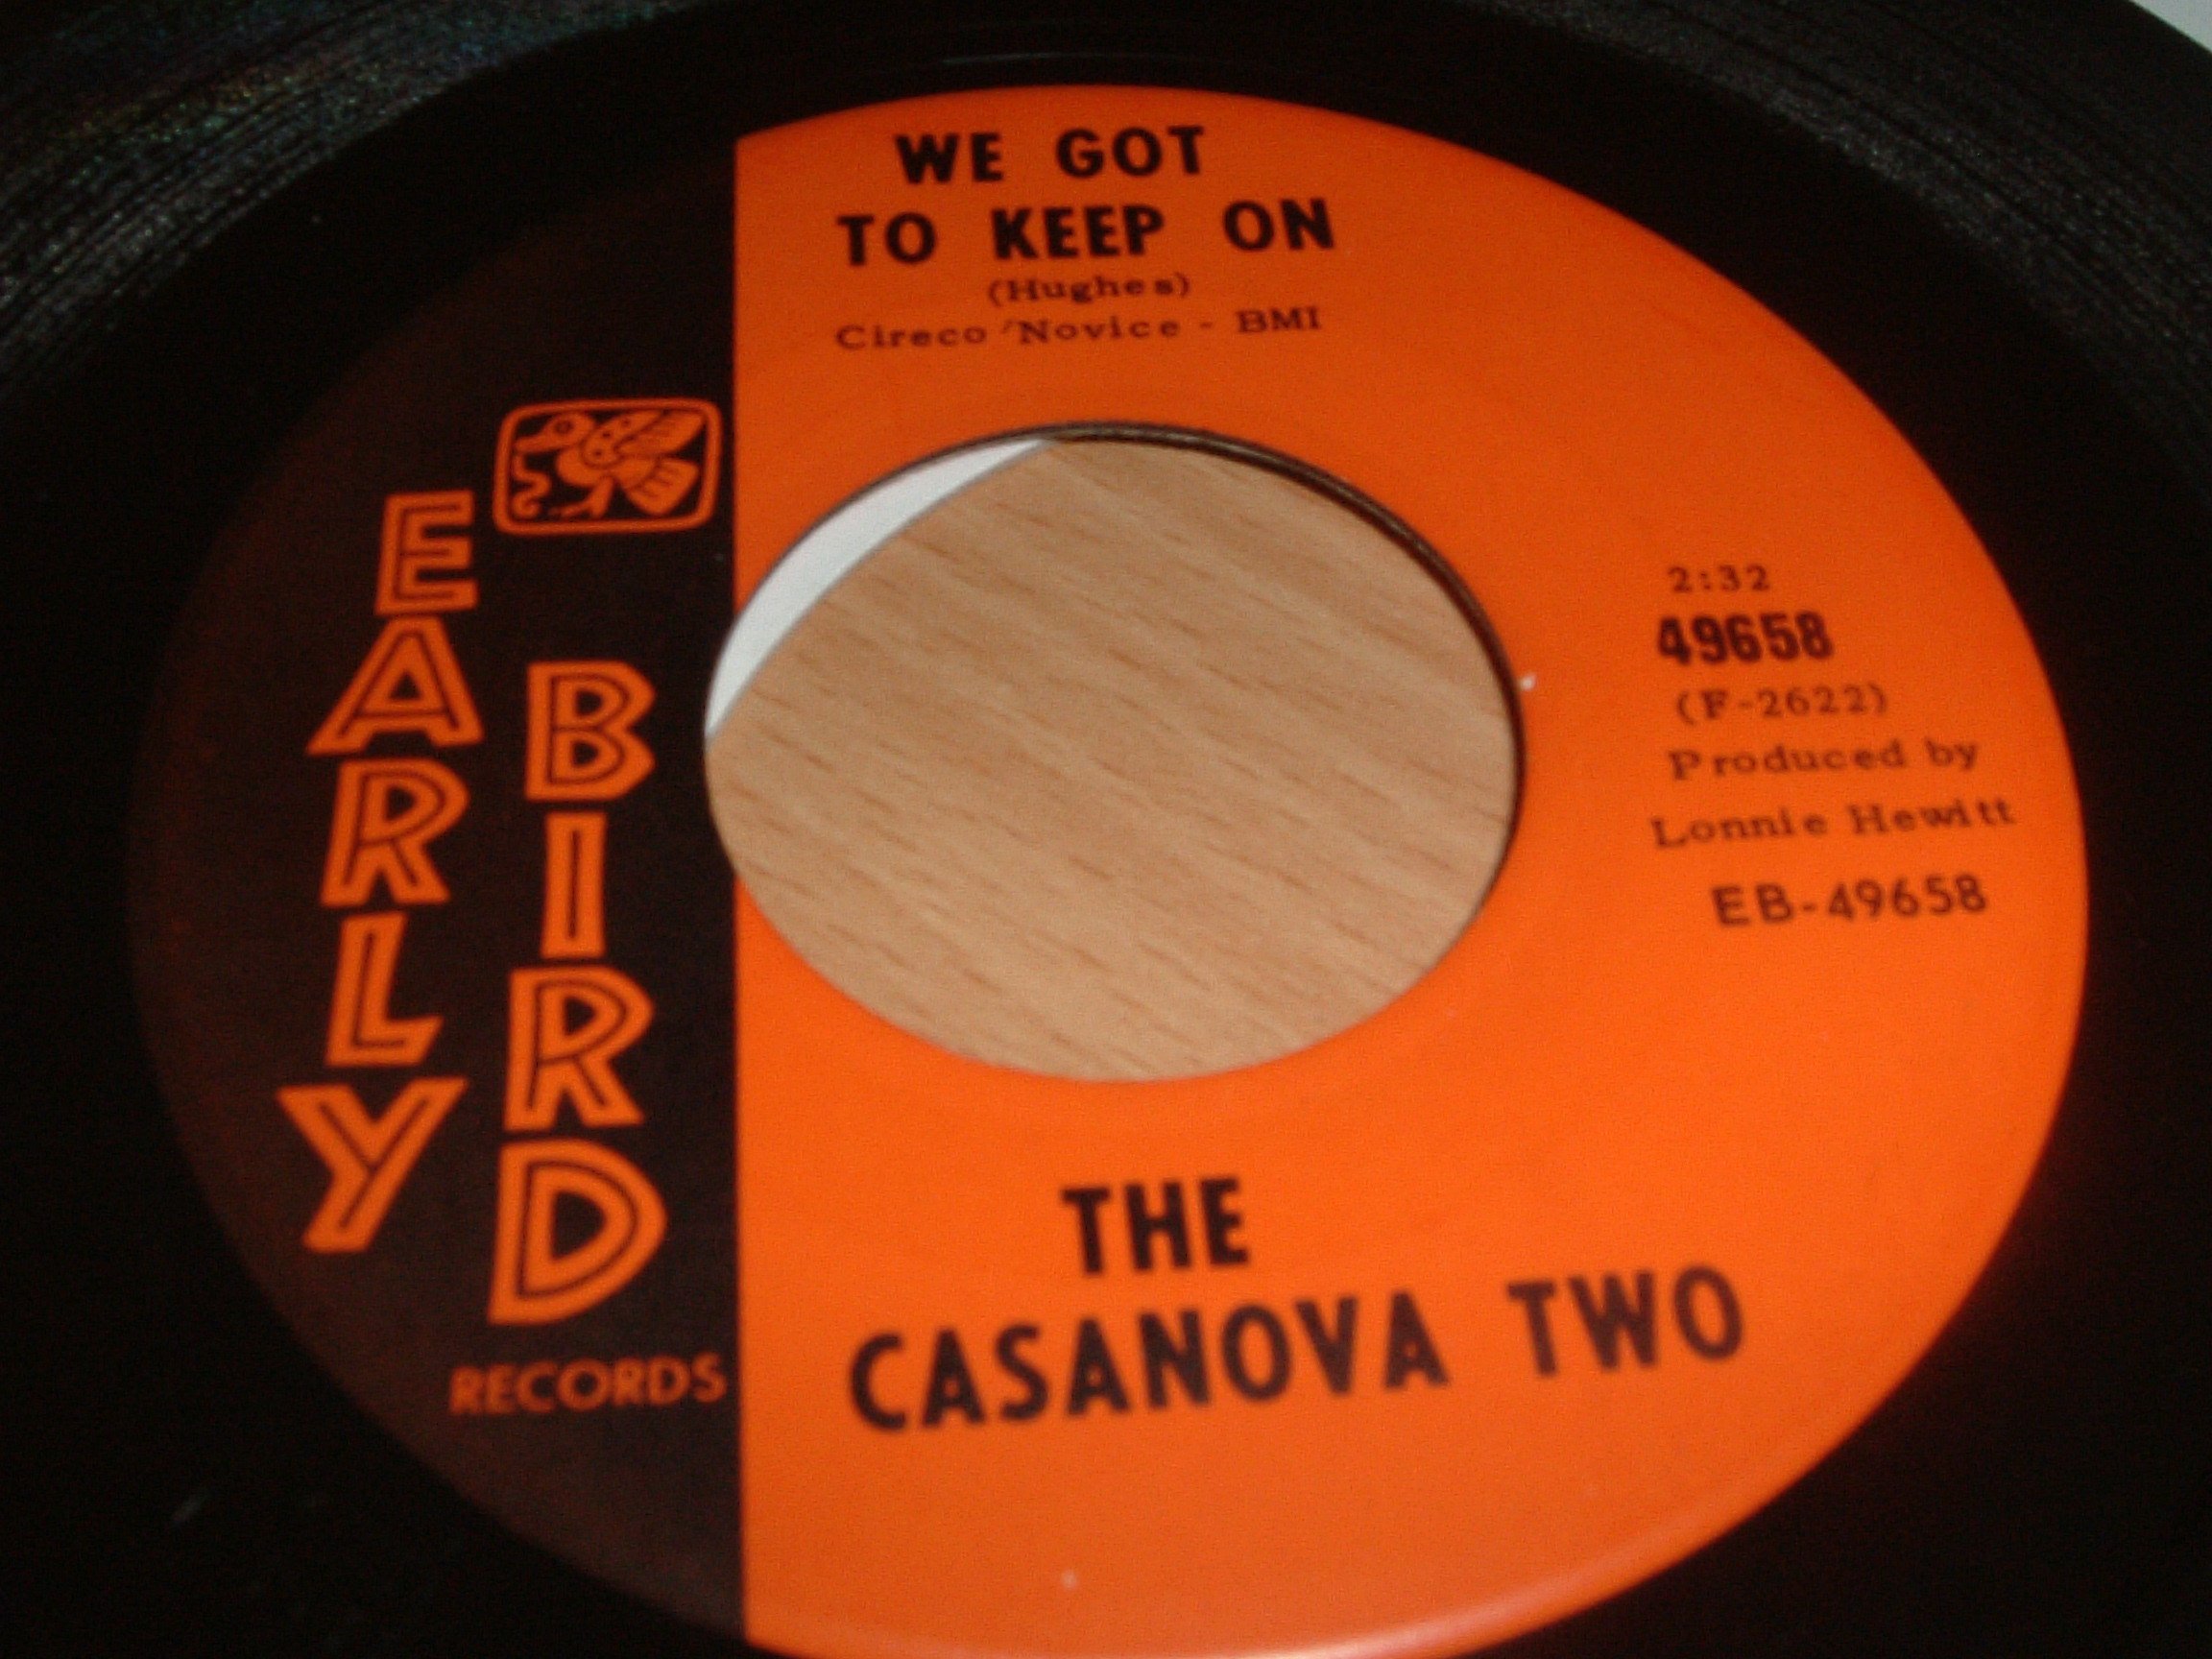 WE GOT
TO KEEP ON
(Hughes)
Cireco 'Novice - BMI
EARLY
BIRD
RECORDS
2:32
49658
(F-2622)
Produced by
Lonnie Hewitt
EB-49658
THE
CASANOVA TWO